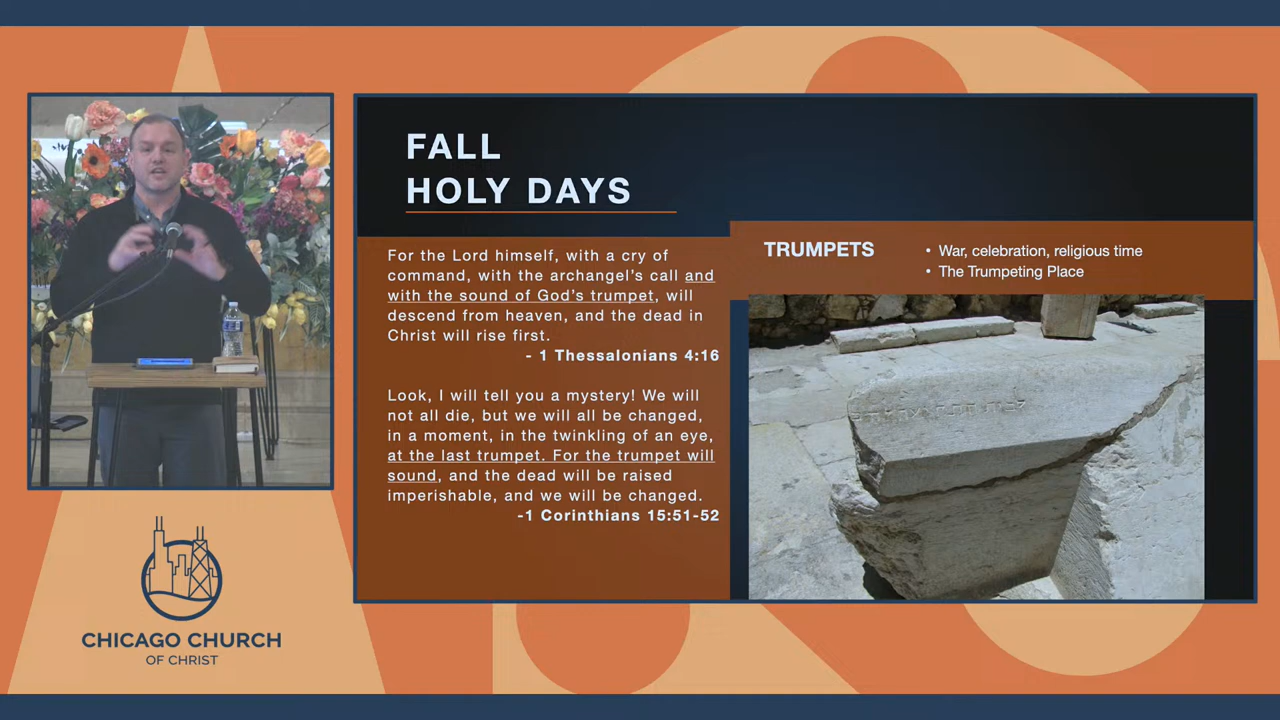 FALL
HOLY DAYS
For the Lord himself, with a cry of
command, with the archangel's call and
with the sound of God's trumpet, will
descend from heaven, and the dead in
Christ will rise first.
- 1 Thessalonians 4:16
Look, I will tell you a mystery! We will
not all die, but we will all be changed,
in a moment, in the twinkling of an eye,
at the last trumpet. For the trumpet will
sound, and the dead will be raised
imperishable, and we will be changed.
-1 Corinthians 15:51-52
TRUMPETS
• War, celebration, religious time
• The Trumpeting Place
CHICAGO CHURCH
OF CHRIST